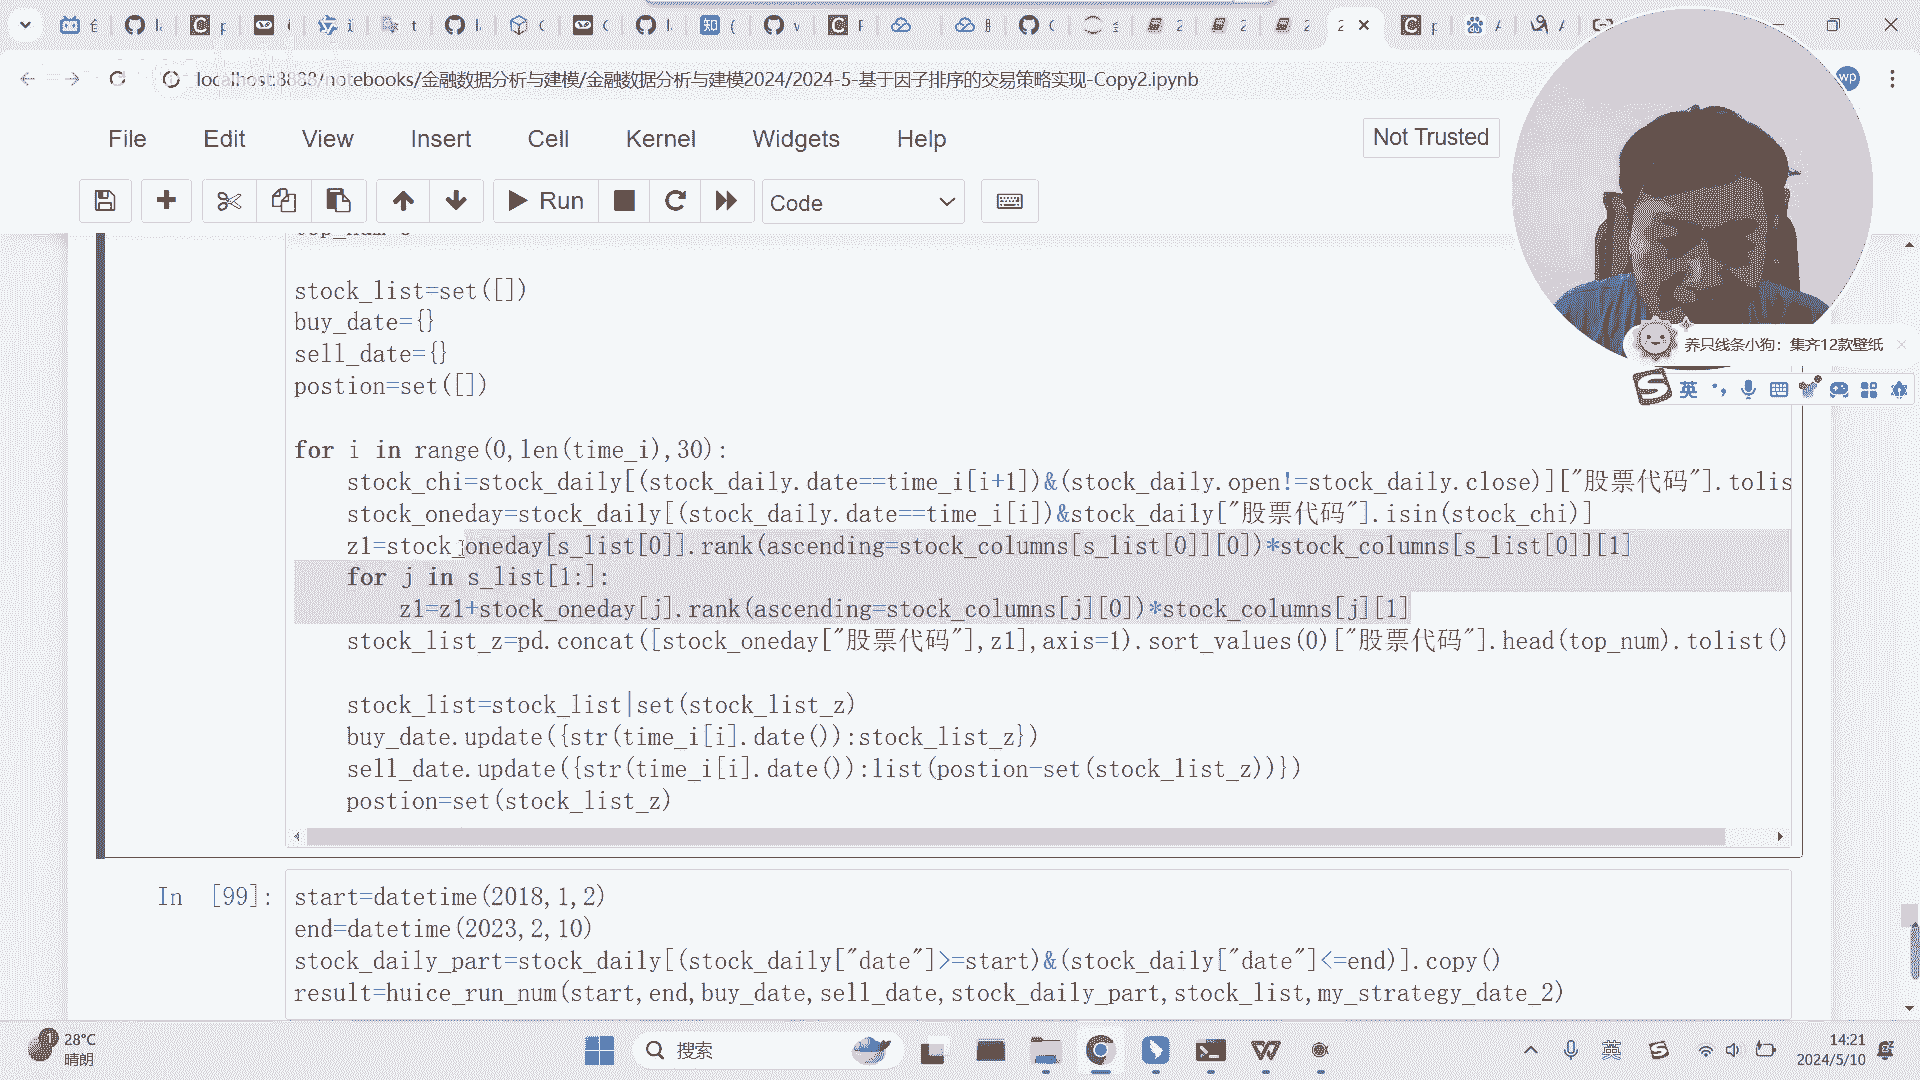 localhost:8888/notebooks/金融数据分析与建模/金融数据分析与建模2024/2024-5-基于因子排序的交易策略实现-Copy2.ipynb
wp
File Edit View Insert Cell Kernel Widgets Help
Not Trusted
Run
Code
stock_list=set([])
buy_date={}
sell_date={}
postion=set([])
for i in range(0,len(time_i),30):
stock_chi=stock_daily[(stock_daily.date==time_i[i+1])&(stock_daily.open!=stock_daily.close)]["股票代码"].tolis
stock_oneday=stock_daily[(stock_daily.date==time_i[i])&stock_daily["股票代码"].isin(stock_chi)]
z1=stock_oneday[s_list[0]].rank(ascending=stock_columns[s_list[0]][0])*stock_columns[s_list[0]][1]
for j in s_list[1:]:
z1=z1+stock_oneday[j].rank(ascending=stock_columns[j][0])*stock_columns[j][1]
stock_list_z=pd.concat([stock_oneday["股票代码"],z1],axis=1).sort_values(0)["股票代码"].head(top_num).tolist()
stock_list=stock_list|set(stock_list_z)
buy_date.update({str(time_i[i].date()):stock_list_z})
sell_date.update({str(time_i[i].date()):list(postion-set(stock_list_z))})
postion=set(stock_list_z)
养只线条小狗：集齐12款壁纸
英
In [99]:
start=datetime(2018,1,2)
end=datetime(2023,2,10)
stock_daily_part=stock_daily[(stock_daily["date"]>=start)&(stock_daily["date"]<=end)].copy()
result=huice_run_num(start,end,buy_date,sell_date,stock_daily_part,stock_list,my_strategy_date_2)
28°C
晴朗
搜索
英
14:21
2024/5/10